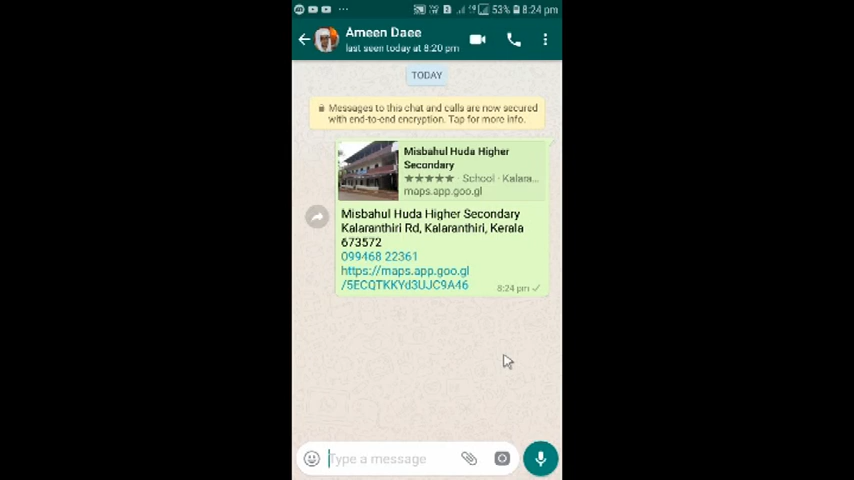 53% 8:24 pm
Ameen Daee
last seen today at 8:20 pm
TODAY
Messages to this chat and calls are now secured
with end-to-end encryption. Tap for more info.
Misbahul Huda Higher
Secondary
★★★★★ · School · Kalara...
maps.app.goo.gl
Misbahul Huda Higher Secondary
Kalaranthiri Rd, Kalaranthiri, Kerala
673572
099468 22361
https://maps.app.goo.gl
/5ECQTKKYd3UJC9A46
8:24 pm
Type a message